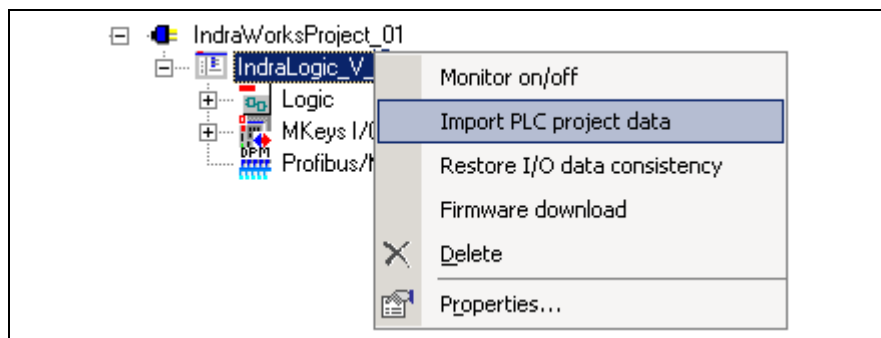 IndraWorksProject_01
IndraLogic_V_
Logic
MKeys I/O
DPM
Profibus/
Monitor on/off
Import PLC project data
Restore I/O data consistency
Firmware download
Delete
Properties...